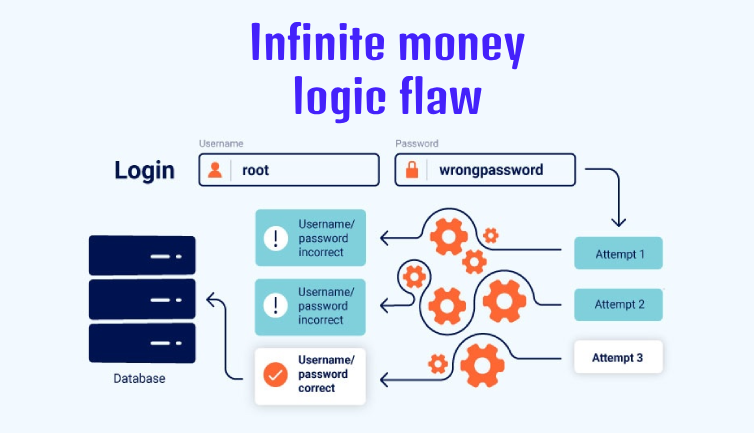 Infinite money
logic flaw
Username
Password
Login
root
wrongpassword
Username/
password
incorrect
Attempt 1
Username/
password
incorrect
Attempt 2
Username/
password
correct
Attempt 3
Database